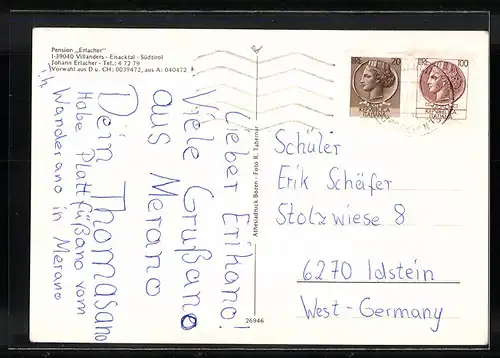 Pension „Erlacher"
I-39040 Villanders - Eisacktal - Südtirol
Johann Erlacher - Tel.: 4 72 79
Vorwahl aus D u. CH: 0039472, aus A: 040472
Lieber Erikano!
Viele Grußano
aus Merano
Dein Thomasano
Habe Plattfüßano vom
Wanderano in Merano
Athesiadruck Bozen - Foto R. Tabernar
26946
LIRE 20
LIRE 100
Schüler
Erik Schäfer
Stolzwiese 8
6270 Idstein
West-Germany